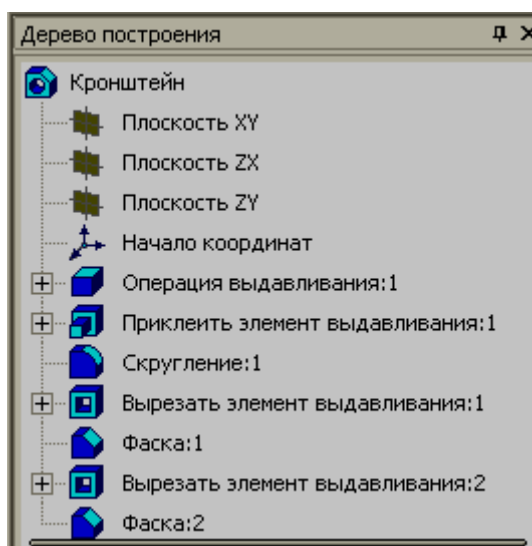 Дерево построения
Кронштейн
Плоскость XY
Плоскость ZX
Плоскость ZY
Начало координат
Операция выдавливания:1
Приклеить элемент выдавливания:1
Скругление:1
Вырезать элемент выдавливания:1
Фаска:1
Вырезать элемент выдавливания:2
Фаска:2